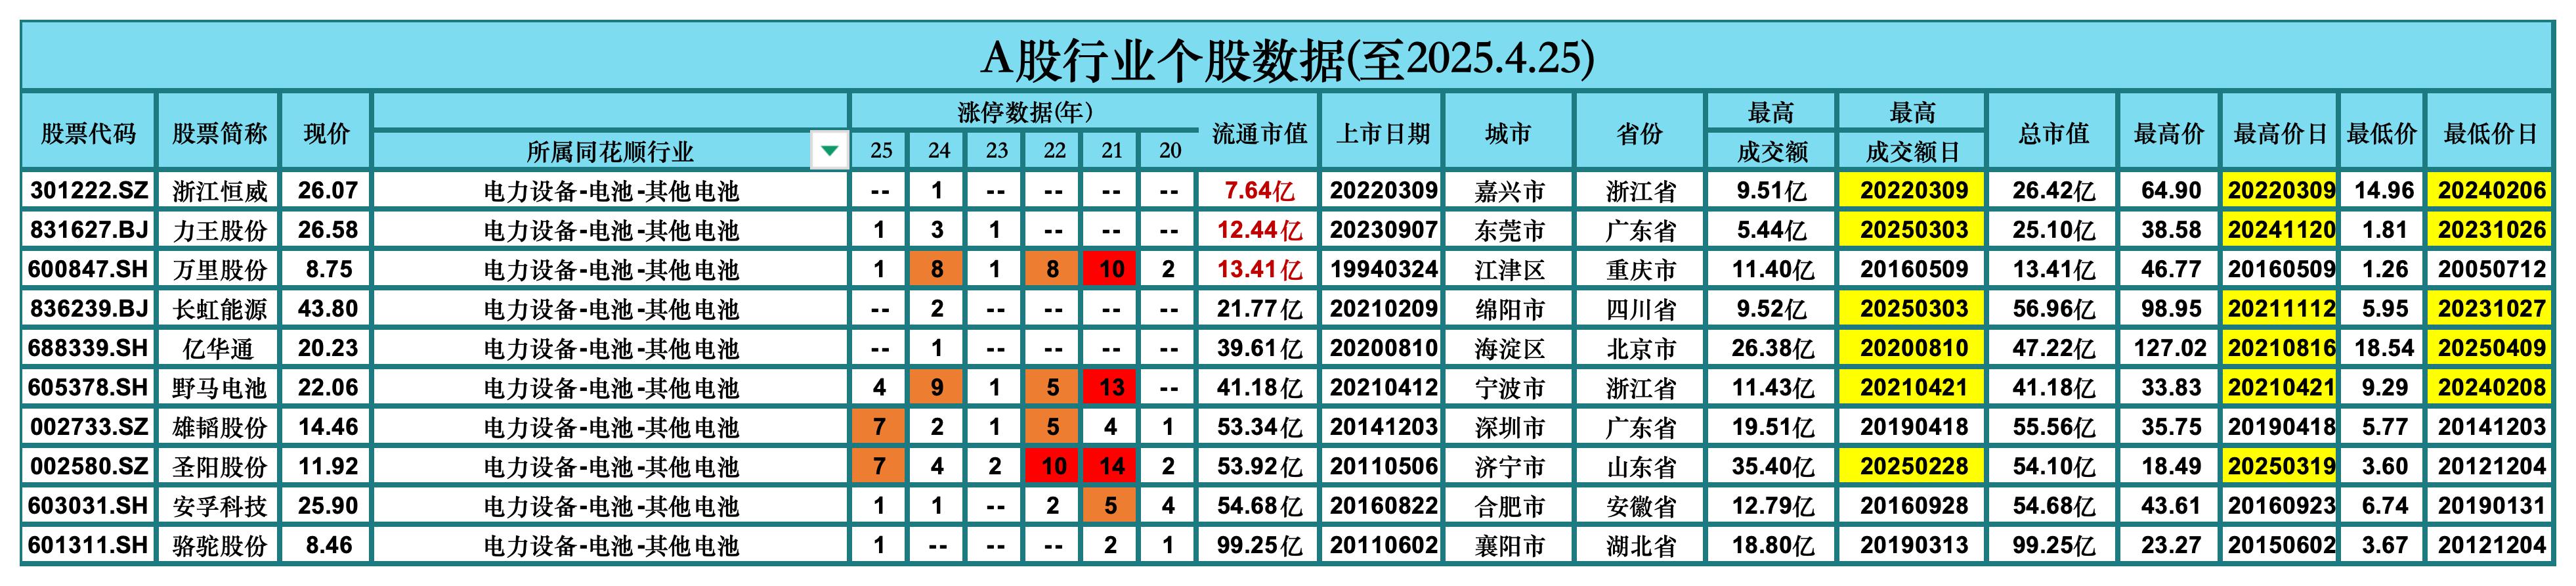 A股行业个股数据(至2025.4.25)
股票代码 股票简称 现价 所属同花顺行业 涨停数据(年) 流通市值 上市日期 城市 省份 最高 最高 总市值 最高价 最高价日 最低价 最低价日
25 24 23 22 21 20 成交额 成交额日
301222.SZ 浙江恒威 26.07 电力设备-电池-其他电池 -- 1 -- -- -- -- 7.64亿 20220309 嘉兴市 浙江省 9.51亿 20220309 26.42亿 64.90 20220309 14.96 20240206
831627.BJ 力王股份 26.58 电力设备-电池-其他电池 1 3 1 -- -- -- 12.44亿 20230907 东莞市 广东省 5.44亿 20250303 25.10亿 38.58 20241120 1.81 20231026
600847.SH 万里股份 8.75 电力设备-电池-其他电池 1 8 1 8 10 2 13.41亿 19940324 江津区 重庆市 11.40亿 20160509 13.41亿 46.77 20160509 1.26 20050712
836239.BJ 长虹能源 43.80 电力设备-电池-其他电池 -- 2 -- -- -- -- 21.77亿 20210209 绵阳市 四川省 9.52亿 20250303 56.96亿 98.95 20211112 5.95 20231027
688339.SH 亿华通 20.23 电力设备-电池-其他电池 -- 1 -- -- -- -- 39.61亿 20200810 海淀区 北京市 26.38亿 20200810 47.22亿 127.02 20210816 18.54 20250409
605378.SH 野马电池 22.06 电力设备-电池-其他电池 4 9 1 5 13 -- 41.18亿 20210412 宁波市 浙江省 11.43亿 20210421 41.18亿 33.83 20210421 9.29 20240208
002733.SZ 雄韬股份 14.46 电力设备-电池-其他电池 7 2 1 5 4 1 53.34亿 20141203 深圳市 广东省 19.51亿 20190418 55.56亿 35.75 20190418 5.77 20141203
002580.SZ 圣阳股份 11.92 电力设备-电池-其他电池 7 4 2 10 14 2 53.92亿 20110506 济宁市 山东省 35.40亿 20250228 54.10亿 18.49 20250319 3.60 20121204
603031.SH 安孚科技 25.90 电力设备-电池-其他电池 1 1 -- 2 5 4 54.68亿 20160822 合肥市 安徽省 12.79亿 20160928 54.68亿 43.61 20160923 6.74 20190131
601311.SH 骆驼股份 8.46 电力设备-电池-其他电池 1 -- -- -- 2 1 99.25亿 20110602 襄阳市 湖北省 18.80亿 20190313 99.25亿 23.27 20150602 3.67 20121204